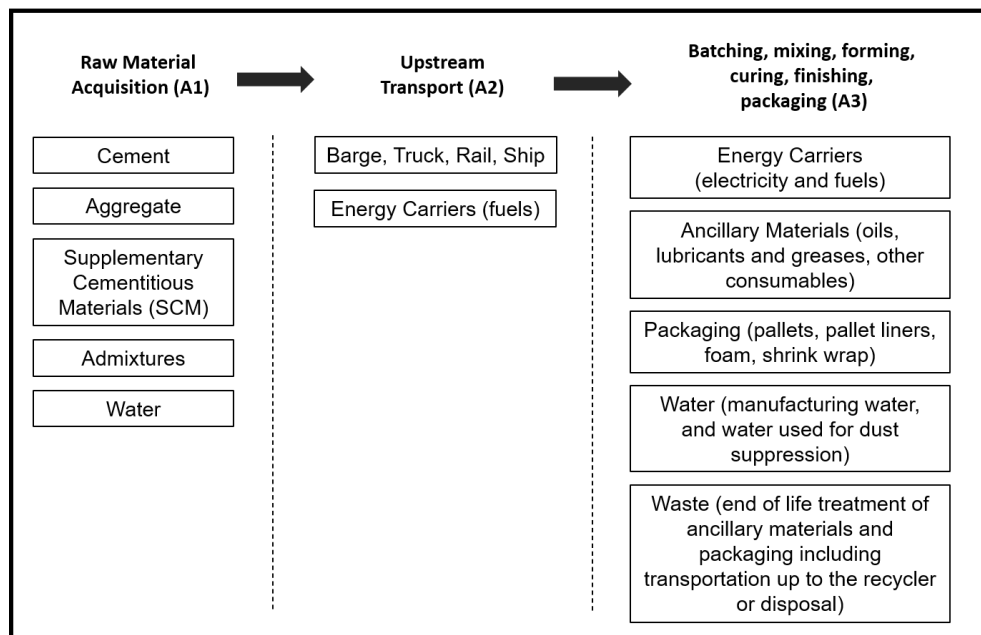 Raw Material
Acquisition (A1)
Upstream
Transport (A2)
Batching, mixing, forming,
curing, finishing,
packaging (A3)
Cement
Aggregate
Supplementary
Cementitious
Materials (SCM)
Admixtures
Water
Barge, Truck, Rail, Ship
Energy Carriers (fuels)
Energy Carriers
(electricity and fuels)
Ancillary Materials (oils,
lubricants and greases, other
consumables)
Packaging (pallets, pallet liners,
foam, shrink wrap)
Water (manufacturing water,
and water used for dust
suppression)
Waste (end of life treatment of
ancillary materials and
packaging including
transportation up to the recycler
or disposal)